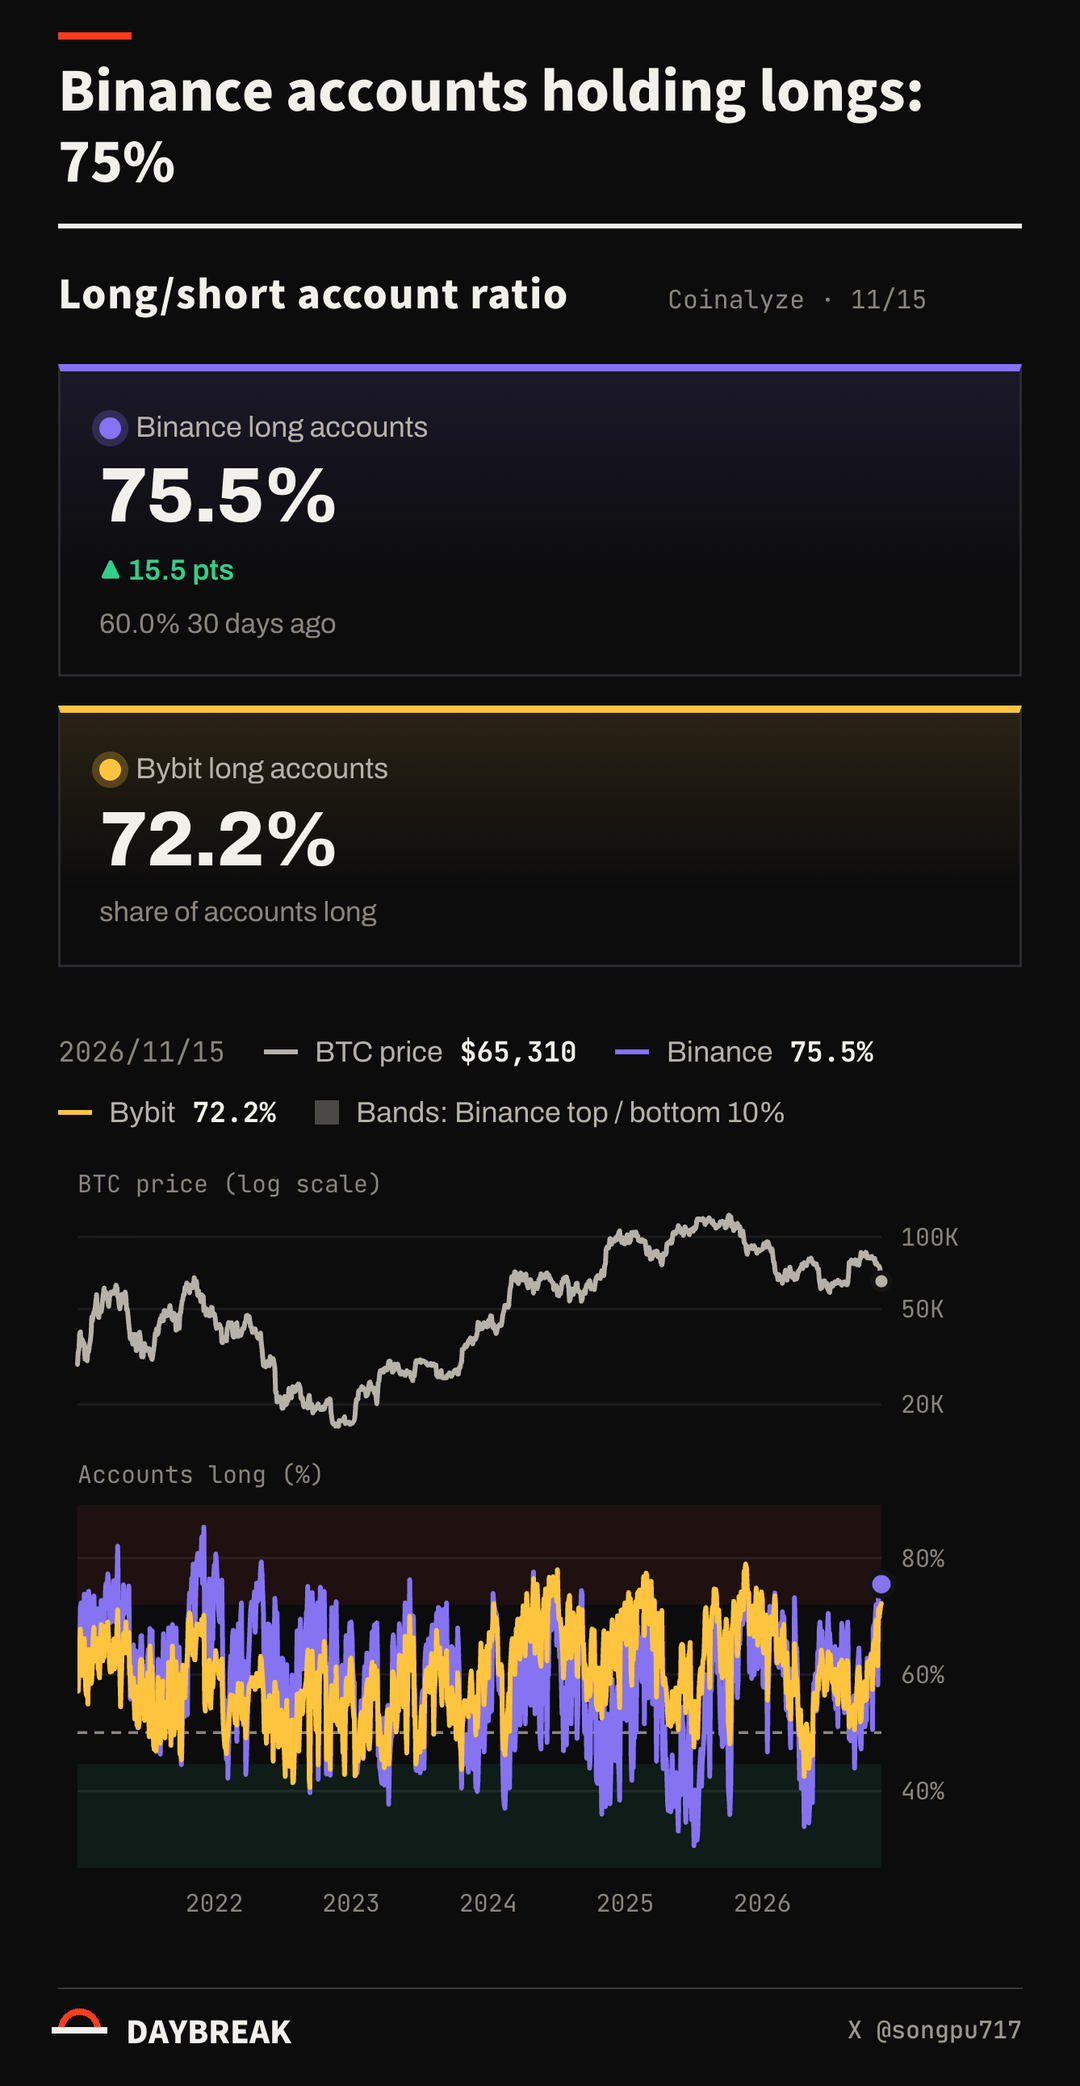 Binance accounts holding longs:
75%
Long/short account ratio
Coinalyze · 11/15
Binance long accounts
75.5%
▲ 15.5 pts
60.0% 30 days ago
Bybit long accounts
72.2%
share of accounts long
2026/11/15 BTC price $65,310 Binance 75.5%
Bybit 72.2% Bands: Binance top / bottom 10%
BTC price (log scale)
100K
50K
20K
Accounts long (%)
80%
60%
40%
2022 2023 2024 2025 2026
DAYBREAK
X @songpu717